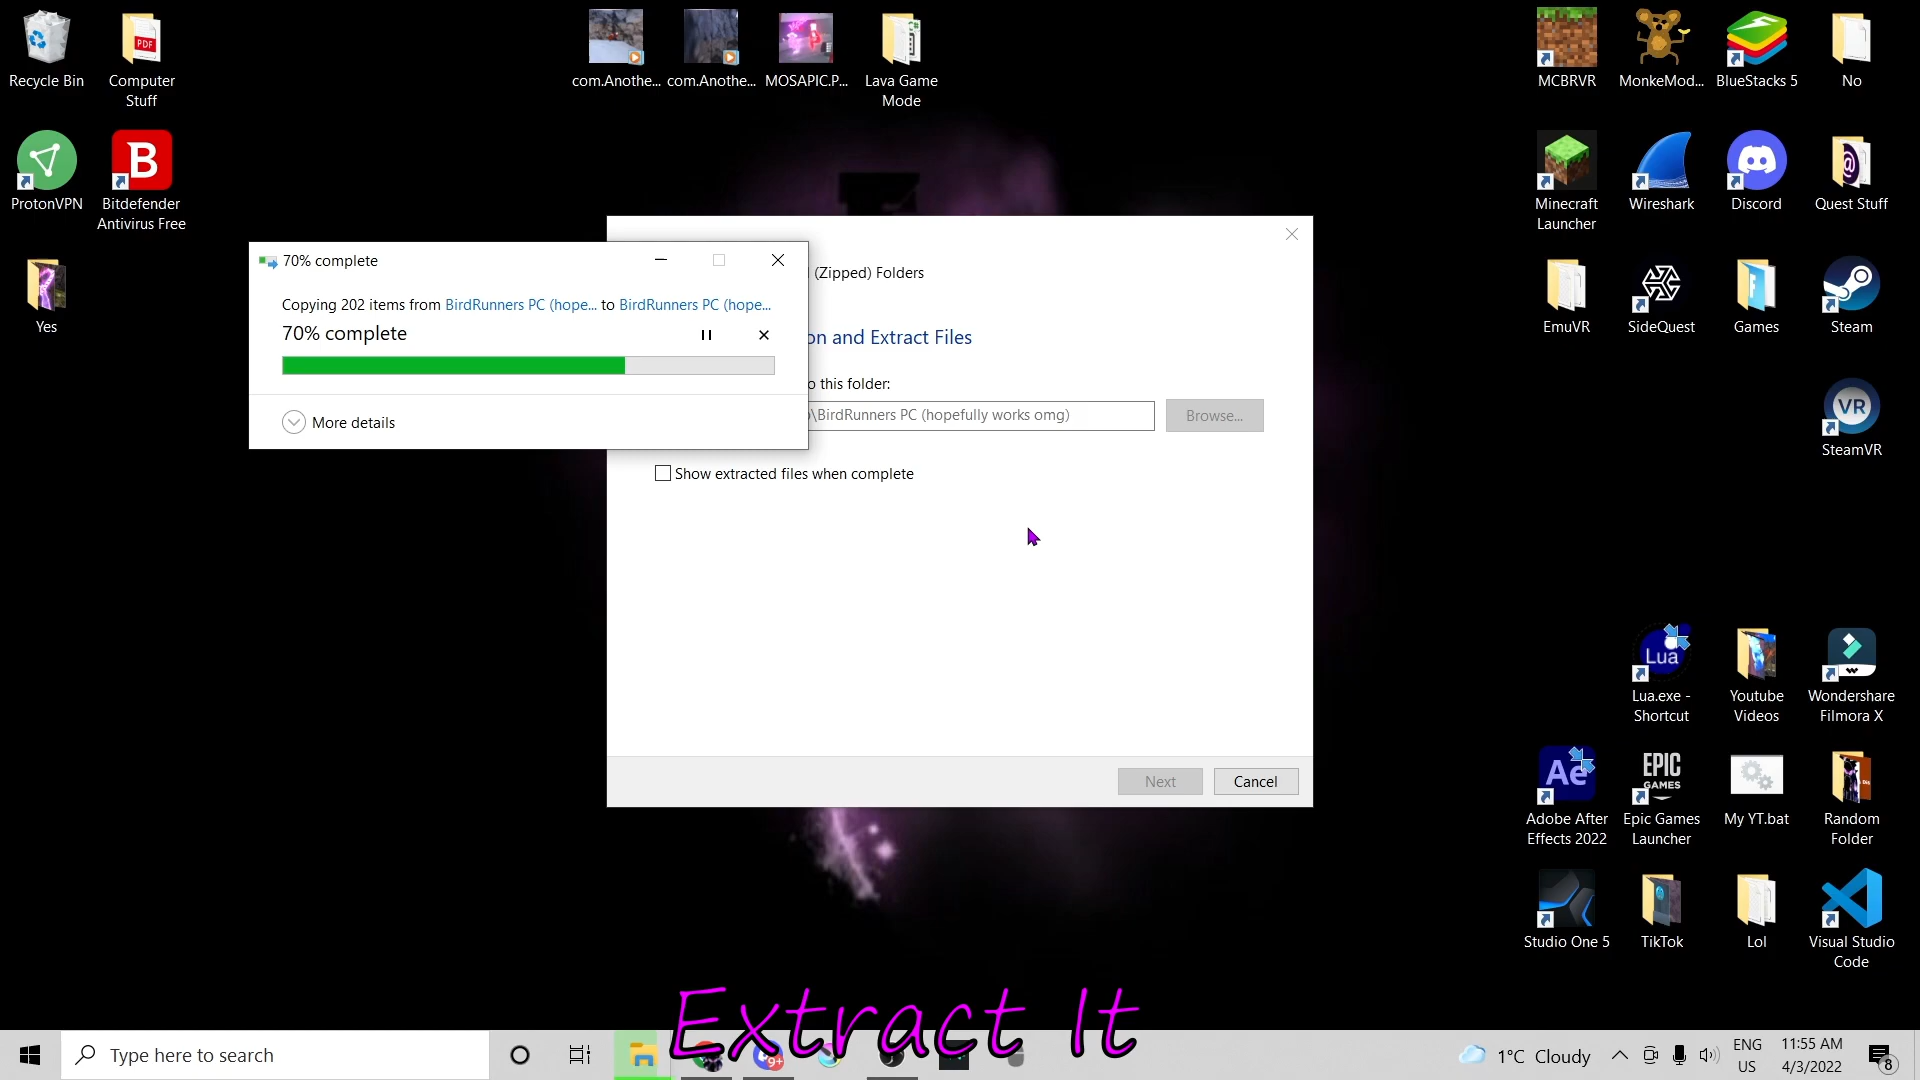 Recycle Bin
Computer
Stuff
com.Anothe...
com.Anothe...
MOSAPIC.P...
Lava Game
Mode
MCBRVR
MonkeMod...
BlueStacks 5
No
ProtonVPN
B
Bitdefender
Antivirus Free
Minecraft
Launcher
Wireshark
Discord
Quest Stuff
Yes
EmuVR
SideQuest
Games
Steam
VR
SteamVR
70% complete
Copying 202 items from BirdRunners PC (hope... to BirdRunners PC (hope...
70% complete
More details
(Zipped) Folders
on and Extract Files
o this folder:
\BirdRunners PC (hopefully works omg)
Browse...
Show extracted files when complete
Next
Cancel
Lua
Lua.exe -
Shortcut
Youtube
Videos
Wondershare
Filmora X
Ae
Adobe After
Effects 2022
EPIC
GAMES
Epic Games
Launcher
My YT.bat
Random
Folder
Studio One 5
TikTok
Lol
Visual Studio
Code
PDF
Extract It
Type here to search
9+
1°C Cloudy
ENG
US
11:55 AM
4/3/2022
8